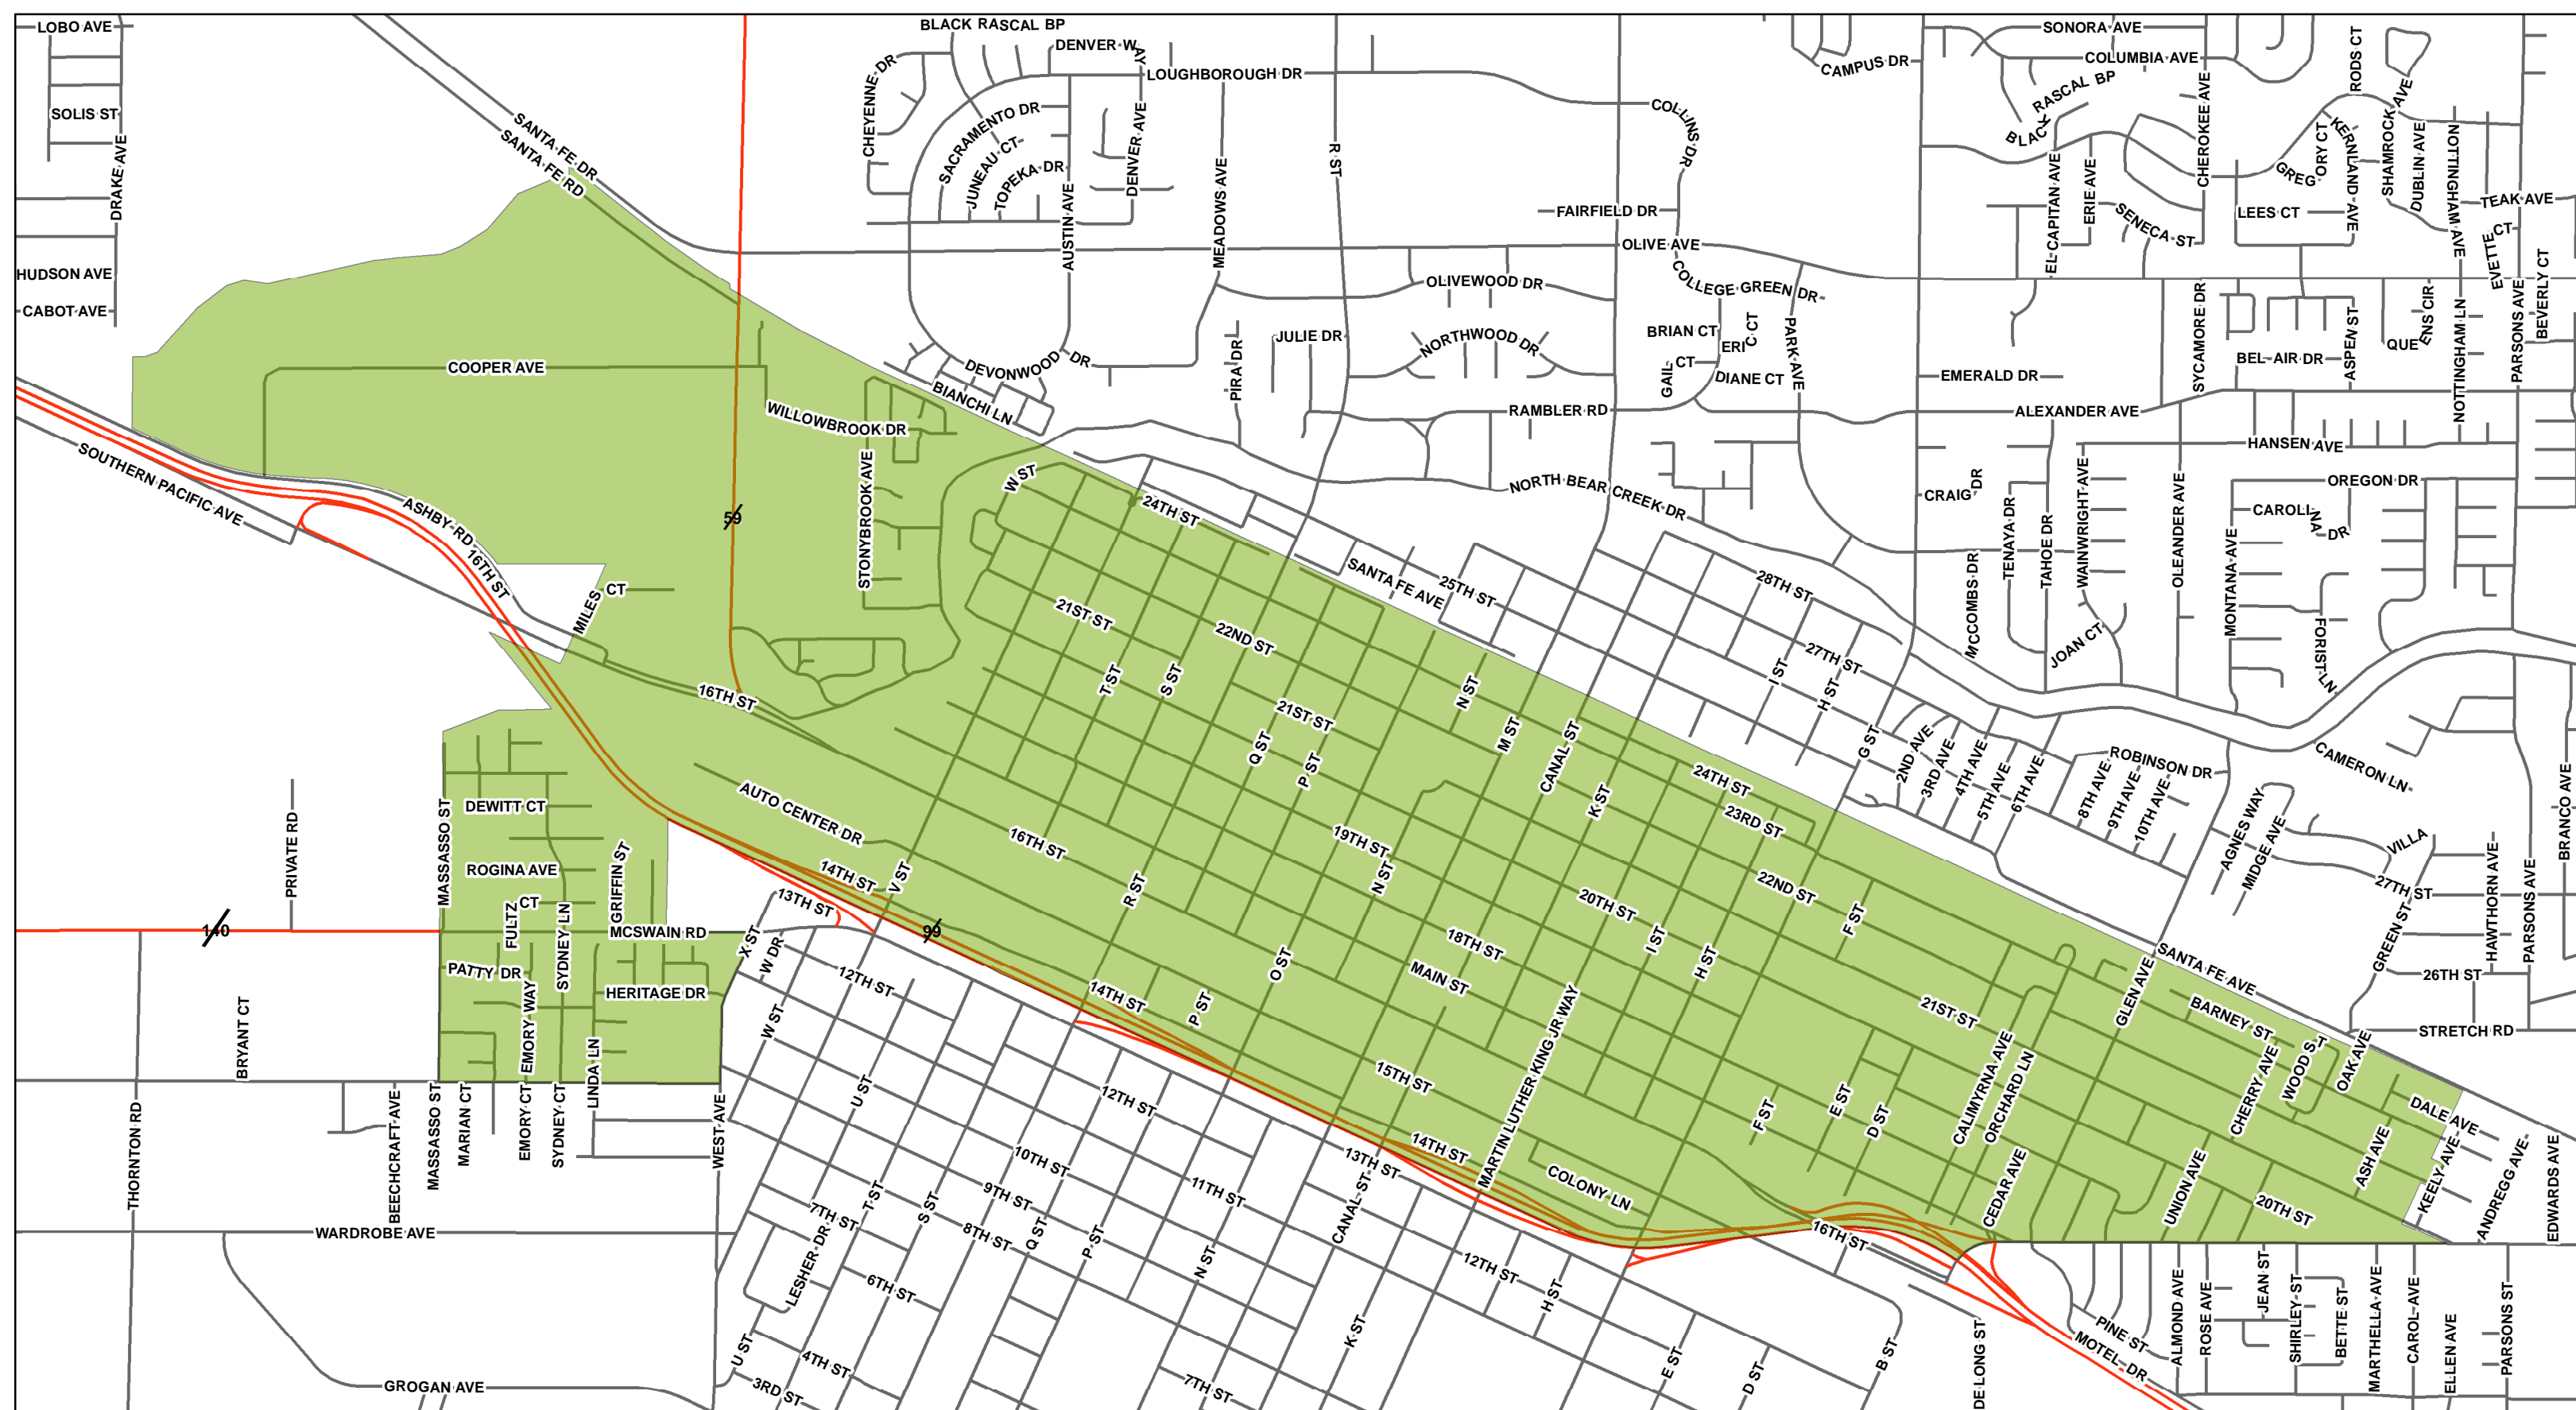 LOBO AVE
SOLIS ST
DRAKE AVE
HUDSON AVE
CABOT AVE
SANTA FE DR
SANTA FE RD
BLACK RASCAL BP
DENVER WAY
CHEYENNE DR
LOUGHBOROUGH DR
SACRAMENTO DR
JUNEAU CT
TOPEKA DR
DENVER AVE
AUSTIN AVE
MEADOWS AVE
R ST
COLLINS DR
CAMPUS DR
SONORA AVE
COLUMBIA AVE
BLACK RASCAL BP
CHEROKEE AVE
RODS CT
SHAMROCK AVE
KERNLAND AVE
GREGORY CT
DUBLIN AVE
NOTTINGHAM AVE
TEAK AVE
EVETTE CT
BEVERLY CT
EL CAPITAN AVE
ERIE AVE
SENECA ST
LEES CT
FAIRFIELD DR
OLIVE AVE
COLLEGE GREEN DR
OLIVEWOOD DR
NORTHWOOD DR
JULIE DR
PIRA DR
BRIAN CT
ERIC CT
GAIL CT
DIANE CT
PARK AVE
EMERALD DR
SYCAMORE DR
BEL AIR DR
ASPEN ST
QUEENS CIR
NOTTINGHAM LN
PARSONS AVE
RAMBLER RD
ALEXANDER AVE
HANSEN AVE
OREGON DR
CAROLINA DR
CRAIG DR
TENAYA DR
TAHOE DR
WAINWRIGHT AVE
OLEANDER AVE
MONTANA AVE
MCCOMBS DR
JOAN CT
FORIST LN
COOPER AVE
DEVONWOOD DR
BIANCHI LN
WILLOWBROOK DR
STONYBROOK AVE
59
SOUTHERN PACIFIC AVE
ASHBY RD
16TH ST
MILES CT
W ST
24TH ST
NORTH BEAR CREEK DR
SANTA FE AVE
25TH ST
28TH ST
27TH ST
I ST
H ST
G ST
2ND AVE
3RD AVE
4TH AVE
5TH AVE
6TH AVE
8TH AVE
9TH AVE
10TH AVE
ROBINSON DR
CAMERON LN
AGNES WAY
MIDGE AVE
VILLA
27TH ST
GREEN ST
HAWTHORN AVE
PARSONS AVE
BRANCO AVE
26TH ST
STRETCH RD
21ST ST
22ND ST
T ST
S ST
21ST ST
Q ST
P ST
N ST
M ST
CANAL ST
K ST
24TH ST
23RD ST
22ND ST
16TH ST
AUTO CENTER DR
14TH ST
V ST
16TH ST
R ST
19TH ST
N ST
20TH ST
18TH ST
MAIN ST
I ST
H ST
F ST
SANTA FE AVE
GLEN AVE
21ST ST
BARNEY ST
WOOD ST
OAK AVE
CHERRY AVE
DALE AVE
KEELY AVE
ASH AVE
ANDREGG AVE
EDWARDS AVE
CALIMYRNA AVE
ORCHARD LN
CEDAR AVE
UNION AVE
20TH ST
MASSASSO ST
DEWITT CT
ROGINA AVE
FULTZ CT
SYDNEY LN
GRIFFIN ST
MCSWAIN RD
PATTY DR
EMORY WAY
HERITAGE DR
LINDA LN
PRIVATE RD
140
BRYANT CT
THORNTON RD
BEECHCRAFT AVE
MASSASSO ST
MARIAN CT
EMORY CT
SYDNEY CT
WEST AVE
WARDROBE AVE
GROGAN AVE
13TH ST
99
X ST
W DR
12TH ST
W ST
U ST
14TH ST
P ST
O ST
15TH ST
MARTIN LUTHER KING JR WAY
14TH ST
13TH ST
COLONY LN
F ST
E ST
D ST
16TH ST
12TH ST
10TH ST
9TH ST
11TH ST
8TH ST
7TH ST
T ST
S ST
Q ST
P ST
N ST
CANAL ST
LESHER DR
6TH ST
U ST
4TH ST
3RD ST
7TH ST
K ST
12TH ST
H ST
E ST
D ST
B ST
DE LONG ST
PINE ST
MOTEL DR
ALMOND AVE
ROSE AVE
JEAN ST
SHIRLEY ST
BETTE ST
MARTHELLA AVE
CAROL AVE
ELLEN AVE
PARSONS ST